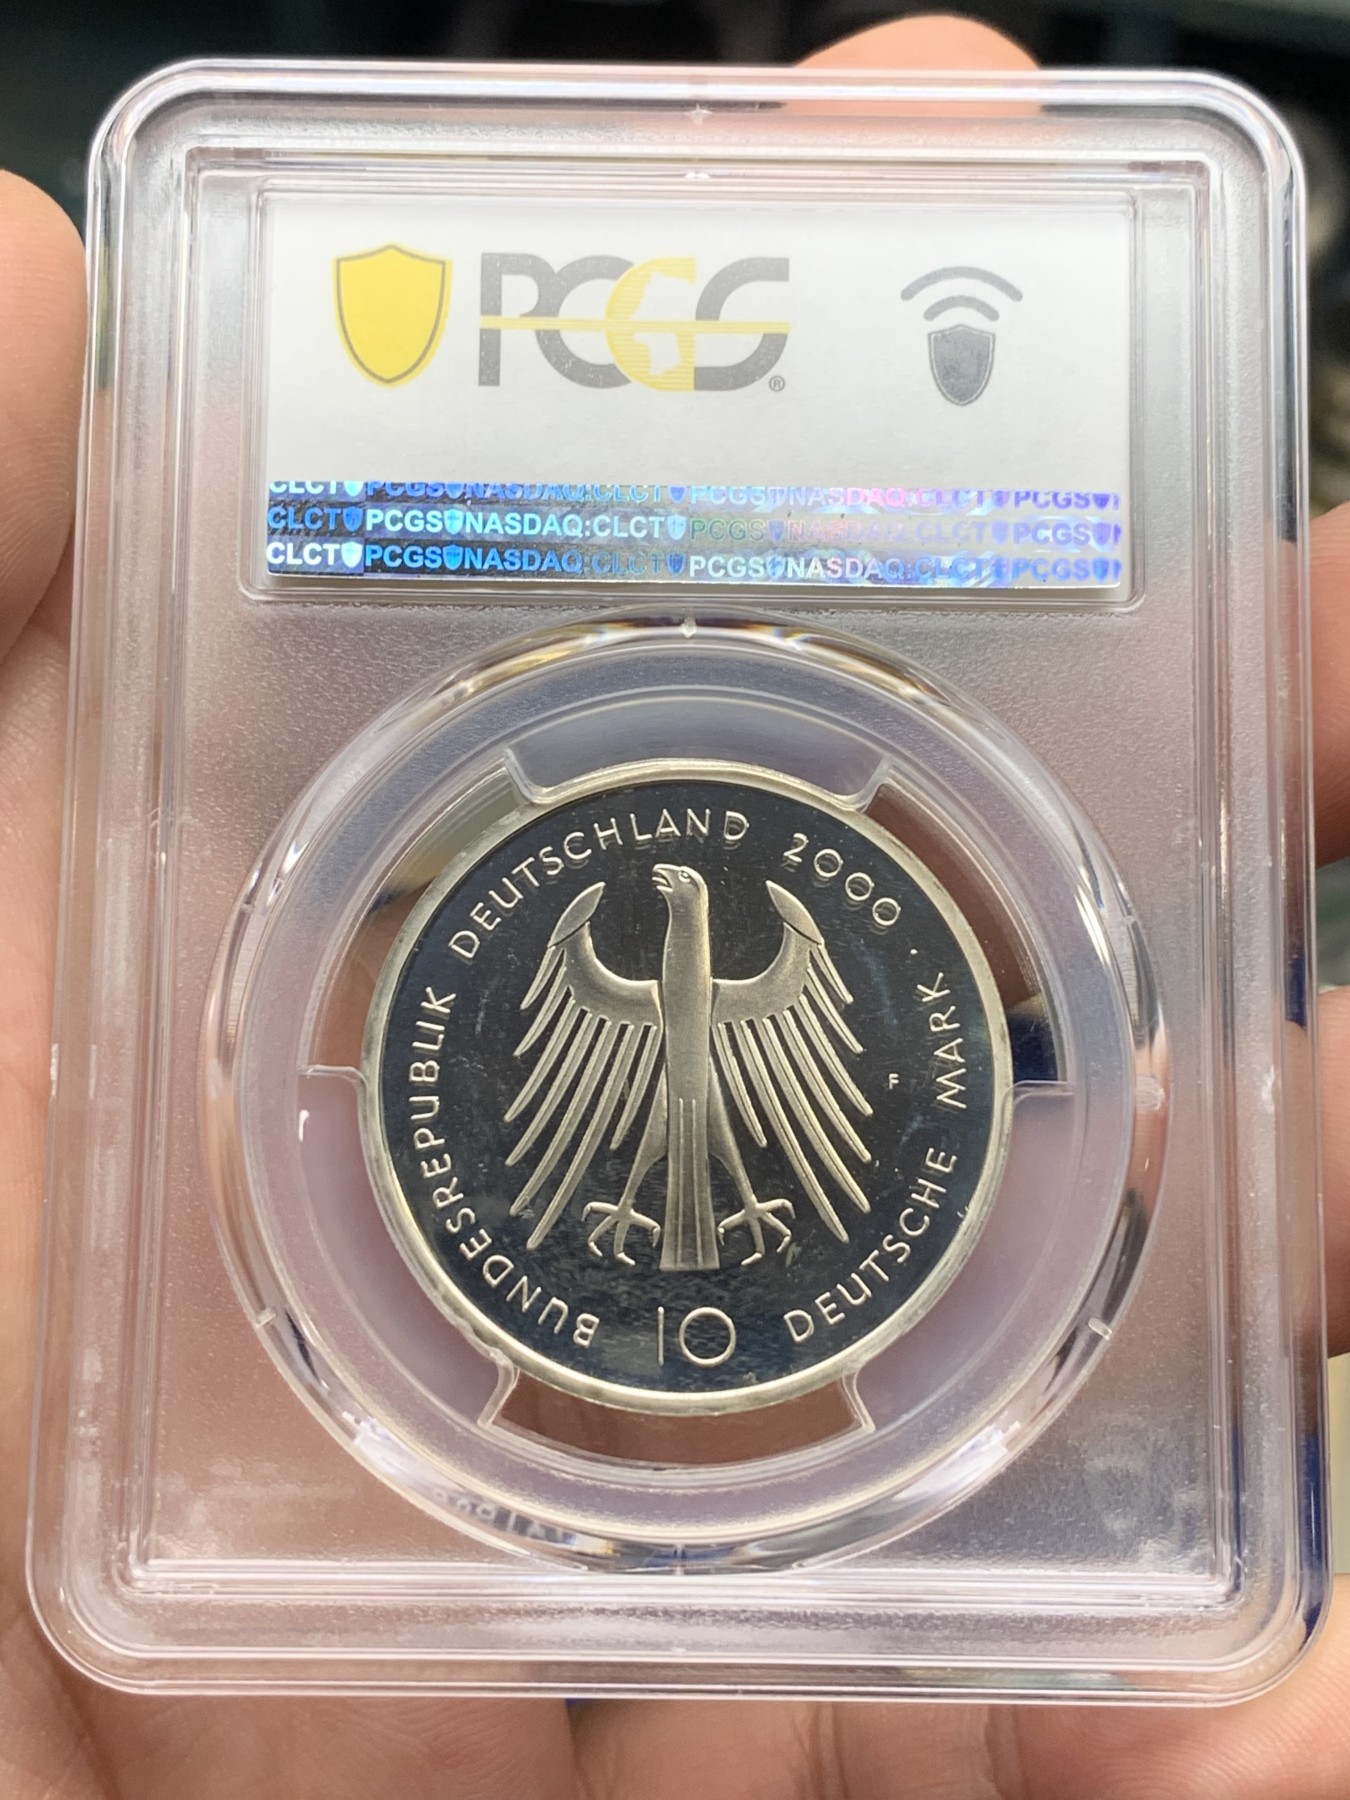 PCGS®
CLCT PCGS NASDAQ:CLCT PCGS NASDAQ:CLCT PCGS
CLCT PCGS NASDAQ:CLCT PCGS NASDAQ:CLCT PCGS
CLCT PCGS NASDAQ:CLCT PCGS NASDAQ:CLCT PCGS
BUNDESREPUBLIK DEUTSCHLAND 2000 ·
F
10 DEUTSCHE MARK